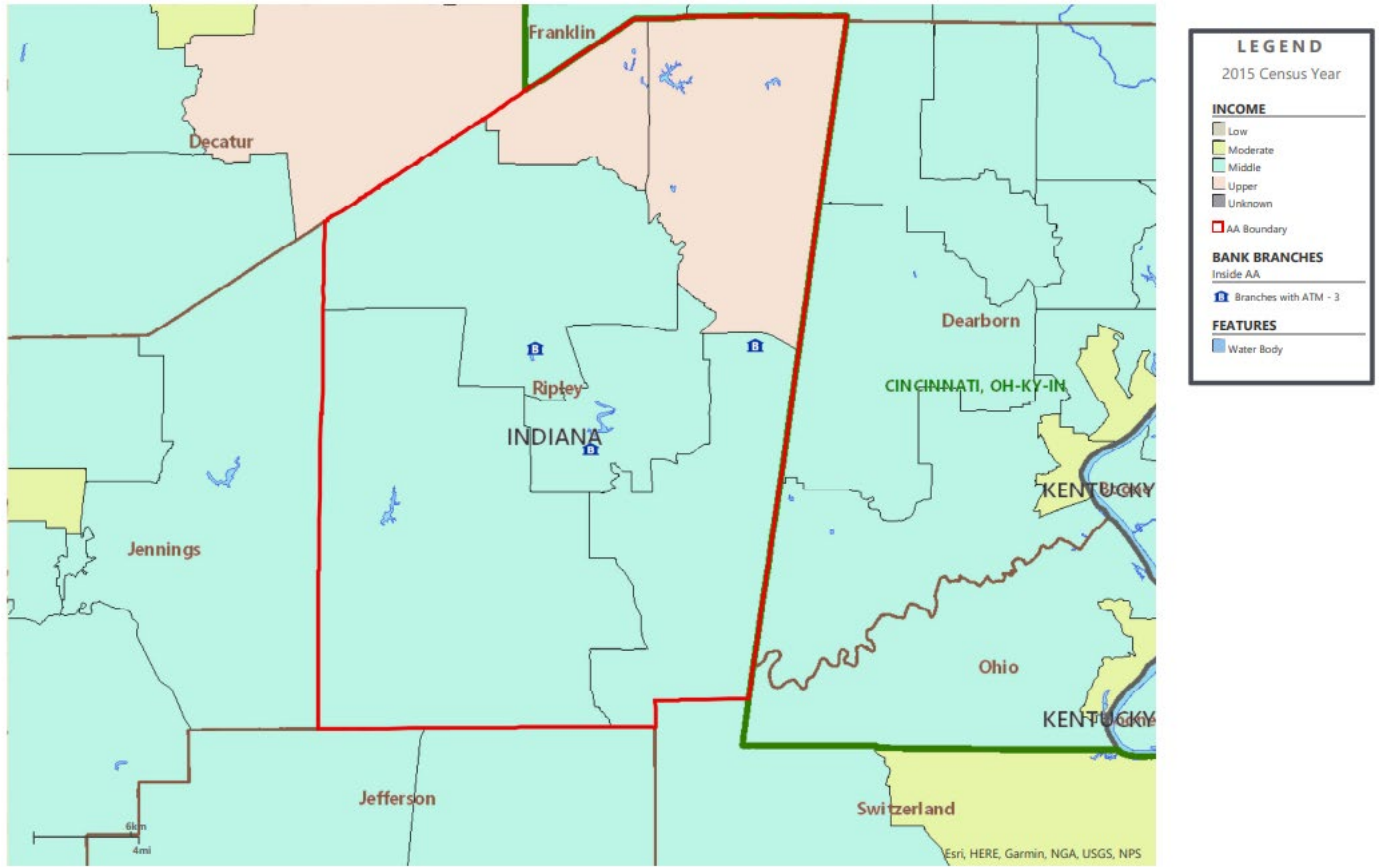 Franklin
Decatur
Dearborn
CINCINNATI, OH-KY-IN
Ripley
INDIANA
KENTUCKY
Jennings
Ohio
KENTUCKY
Jefferson
Switzerland
6km
4mi
Esri, HERE, Garmin, NGA, USGS, NPS
LEGEND
2015 Census Year
INCOME
Low
Moderate
Middle
Upper
Unknown
AA Boundary
BANK BRANCHES
Inside AA
B Branches with ATM - 3
FEATURES
Water Body